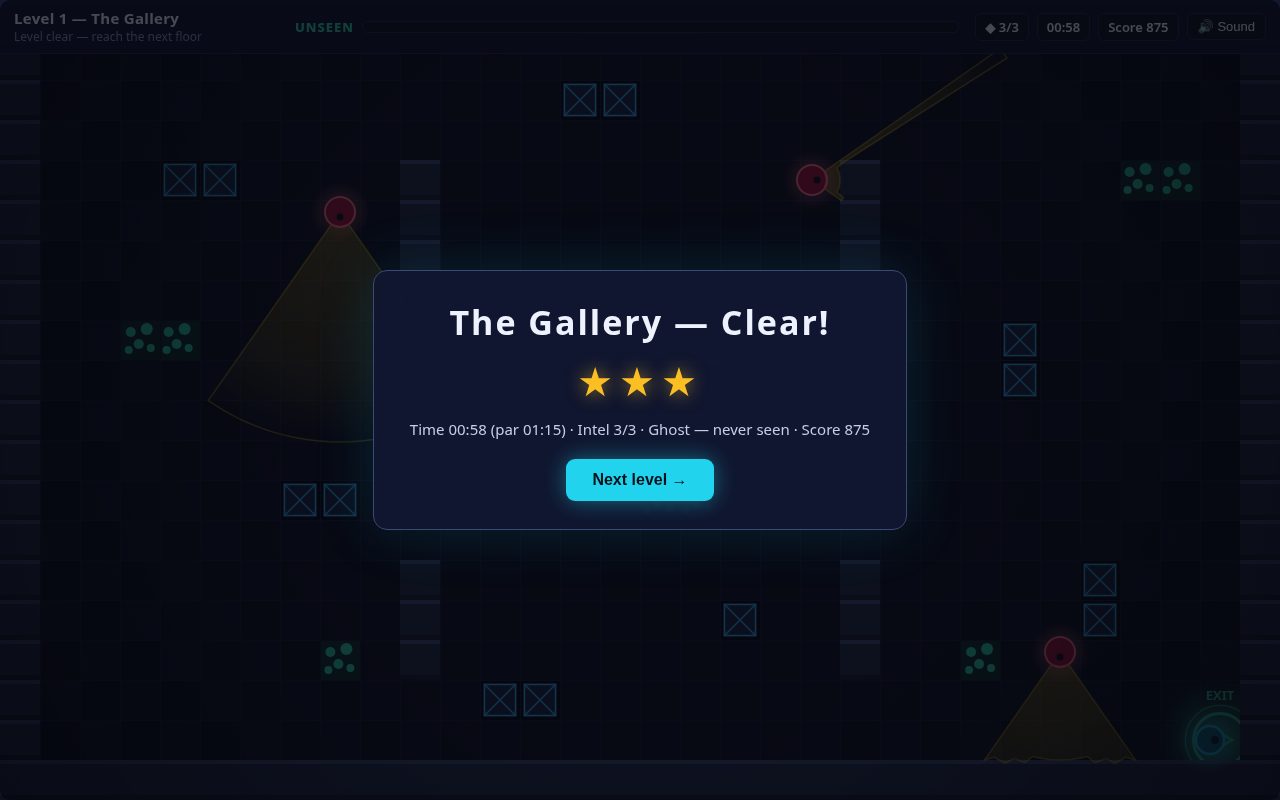 Level 1 — The Gallery
Level clear — reach the next floor
UNSEEN
◆ 3/3
00:58
Score 875
🔊 Sound
The Gallery — Clear!
★ ★ ★
Time 00:58 (par 01:15) · Intel 3/3 · Ghost — never seen · Score 875
Next level →
EXIT